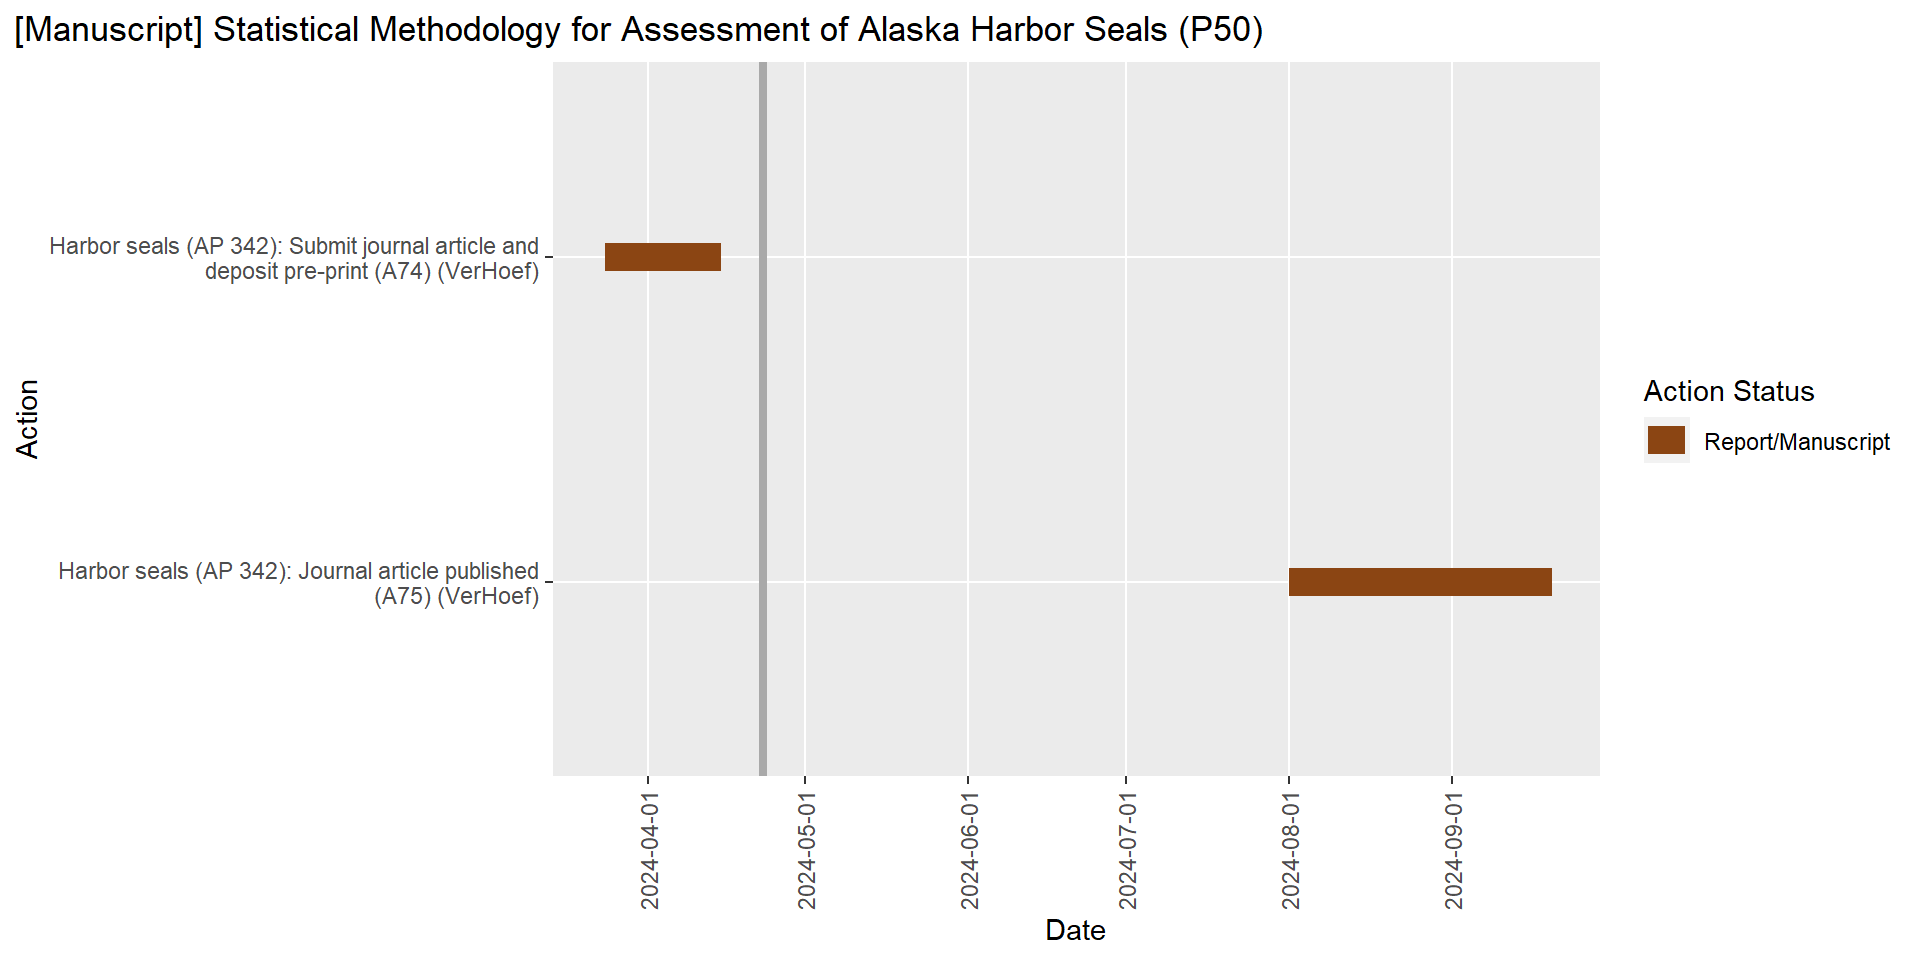 [Manuscript] Statistical Methodology for Assessment of Alaska Harbor Seals (P50)
Harbor seals (AP 342): Submit journal article and
deposit pre-print (A74) (VerHoef)
Harbor seals (AP 342): Journal article published
(A75) (VerHoef)
Action
2024-04-01
2024-05-01
2024-06-01
2024-07-01
2024-08-01
2024-09-01
Date
Action Status
Report/Manuscript